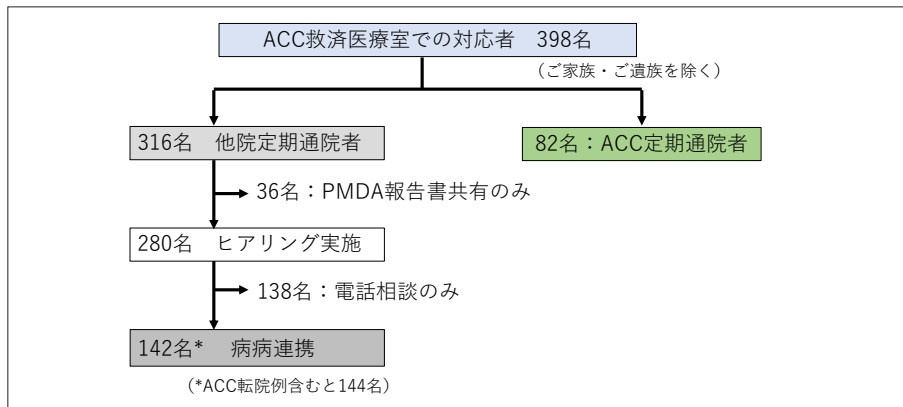 ACC救済医療室での対応者　398名
（ご家族・ご遺族を除く）
316名　他院定期通院者
82名：ACC定期通院者
36名：PMDA報告書共有のみ
280名　ヒアリング実施
138名：電話相談のみ
142名*　病病連携
（*ACC転院例含むと144名）